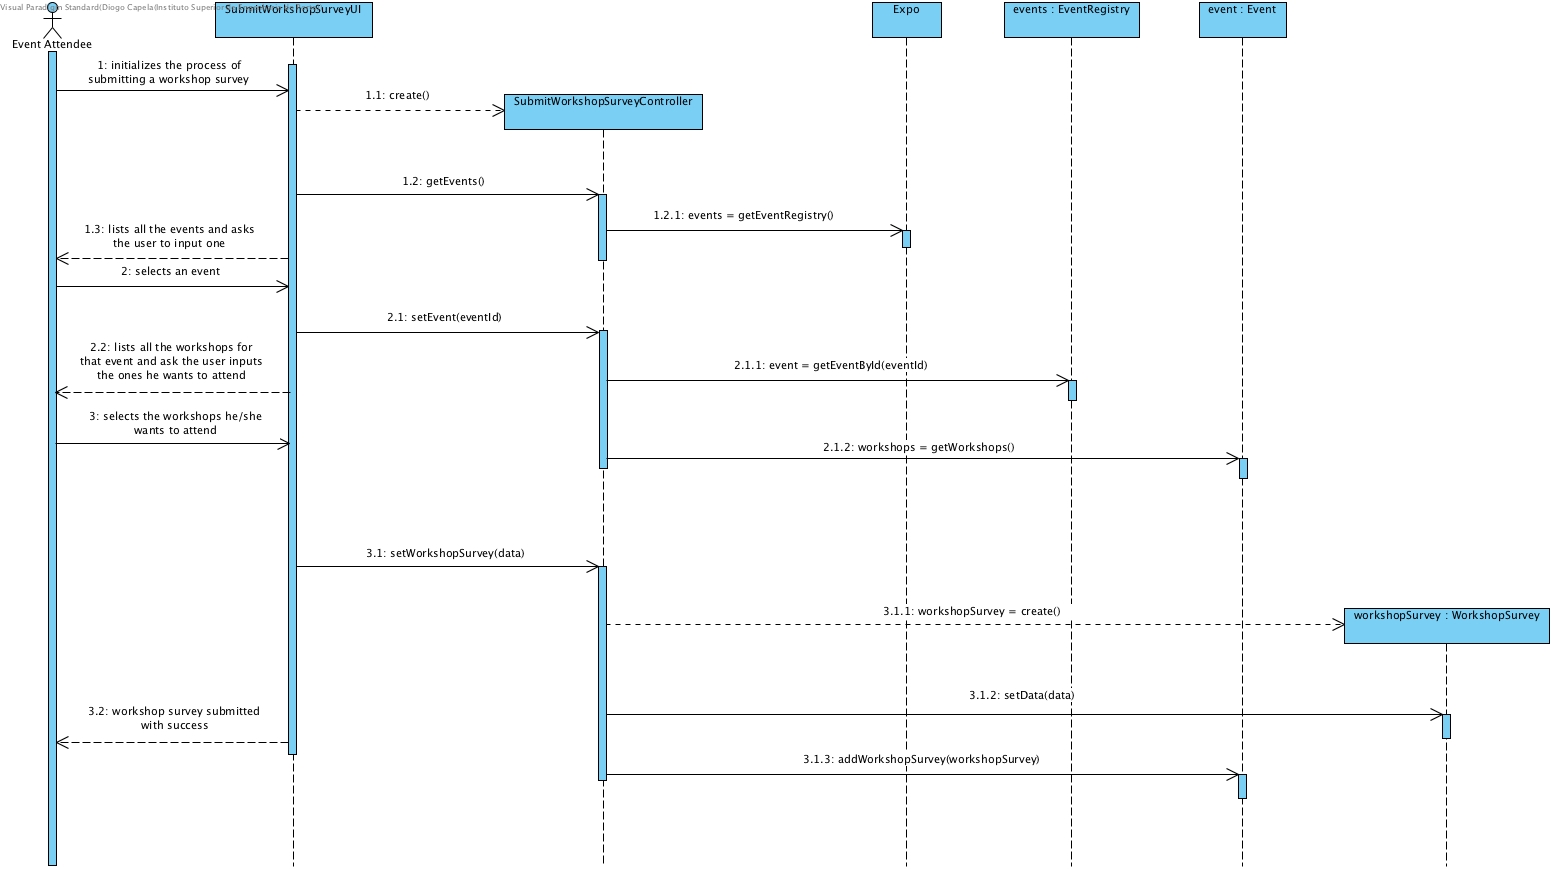 Visual Paradigm Standard(Diogo Capela(Instituto Superior
SubmitWorkshopSurveyUI
Expo
events : EventRegistry
event : Event
Event Attendee
1: initializes the process of
submitting a workshop survey
1.1: create()
SubmitWorkshopSurveyController
1.2: getEvents()
1.2.1: events = getEventRegistry()
1.3: lists all the events and asks
the user to input one
2: selects an event
2.1: setEvent(eventId)
2.2: lists all the workshops for
that event and ask the user inputs
the ones he wants to attend
2.1.1: event = getEventById(eventId)
3: selects the workshops he/she
wants to attend
2.1.2: workshops = getWorkshops()
3.1: setWorkshopSurvey(data)
3.1.1: workshopSurvey = create()
workshopSurvey : WorkshopSurvey
3.1.2: setData(data)
3.2: workshop survey submitted
with success
3.1.3: addWorkshopSurvey(workshopSurvey)